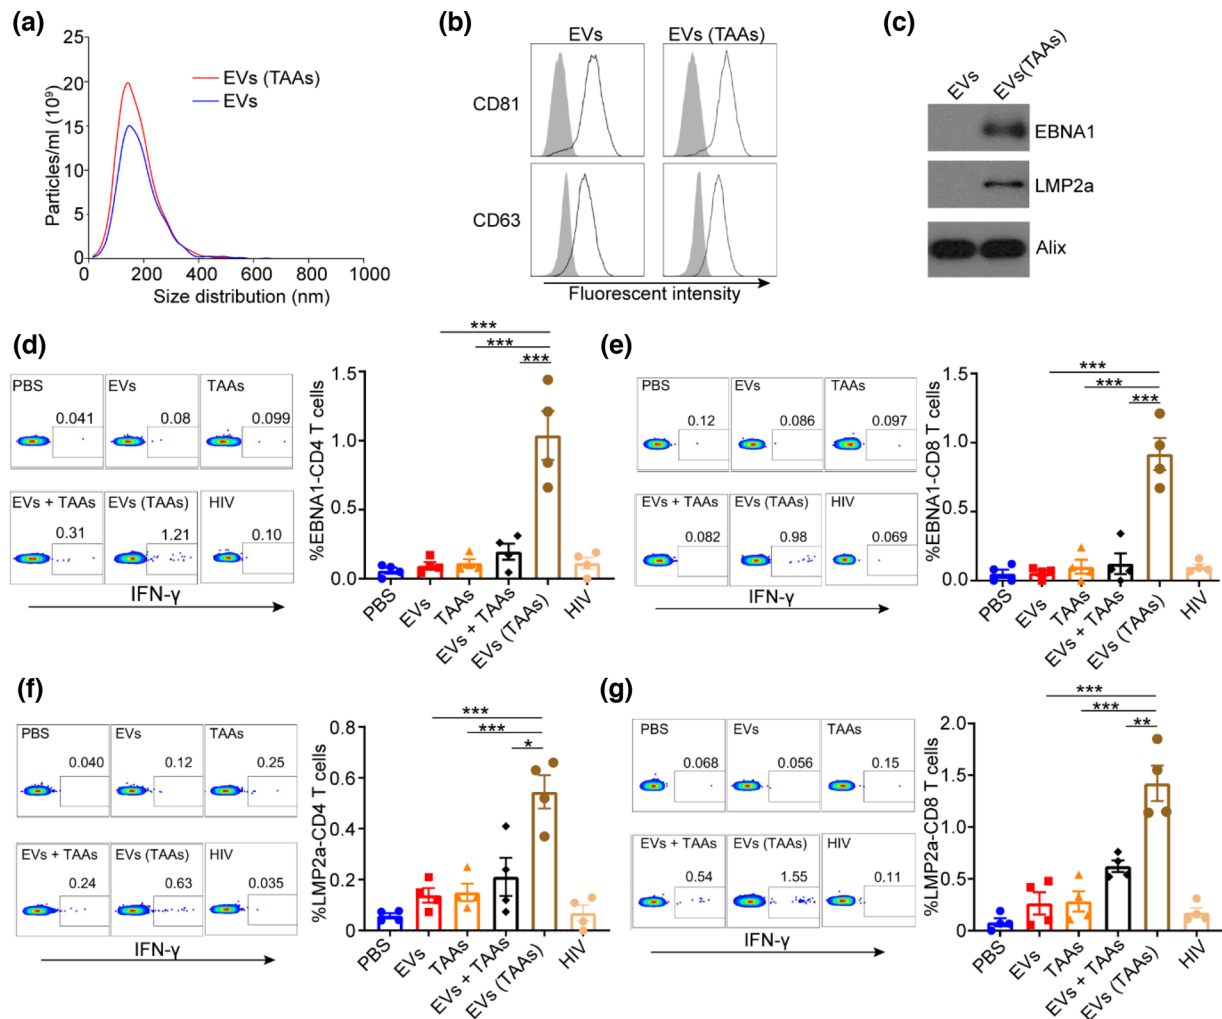 (a)
25
20
15
10
5
0
Particles/ml (10⁹)
EVs (TAAs)
EVs
0 200 400 600 800 1000
Size distribution (nm)
(b)
EVs EVs (TAAs)
CD81
CD63
Fluorescent intensity
(c)
EVs EVs(TAAs)
EBNA1
LMP2a
Alix
(d)
PBS EVs TAAs
0.041 0.08 0.099
EVs + TAAs EVs (TAAs) HIV
0.31 1.21 0.10
IFN-γ
%EBNA1-CD4 T cells
1.5
1.0
0.5
0.0
***
***
***
PBS EVs TAAs EVs + TAAs EVs (TAAs) HIV
(e)
PBS EVs TAAs
0.12 0.086 0.097
EVs + TAAs EVs (TAAs) HIV
0.082 0.98 0.069
IFN-γ
%EBNA1-CD8 T cells
1.5
1.0
0.5
0.0
***
***
***
PBS EVs TAAs EVs + TAAs EVs (TAAs) HIV
(f)
PBS EVs TAAs
0.040 0.12 0.25
EVs + TAAs EVs (TAAs) HIV
0.24 0.63 0.035
IFN-γ
%LMP2a-CD4 T cells
0.8
0.6
0.4
0.2
0
***
***
*
PBS EVs TAAs EVs + TAAs EVs (TAAs) HIV
(g)
PBS EVs TAAs
0.068 0.056 0.15
EVs + TAAs EVs (TAAs) HIV
0.54 1.55 0.11
IFN-γ
%LMP2a-CD8 T cells
2.0
1.5
1.0
0.5
0
***
***
**
PBS EVs TAAs EVs + TAAs EVs (TAAs) HIV